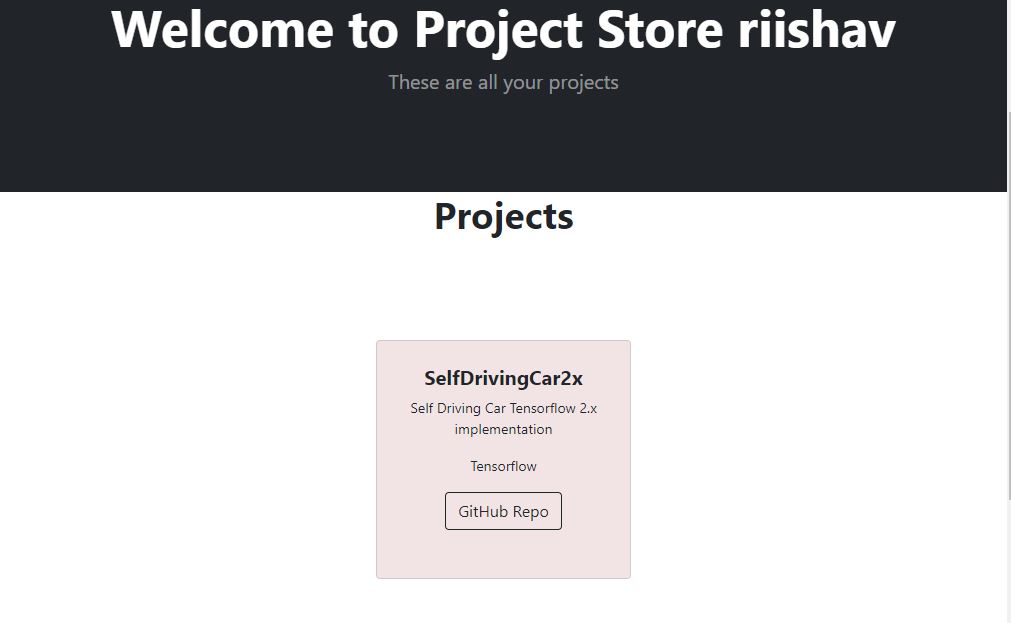 Welcome to Project Store riishav
These are all your projects
Projects
SelfDrivingCar2x
Self Driving Car Tensorflow 2.x
implementation
Tensorflow
GitHub Repo